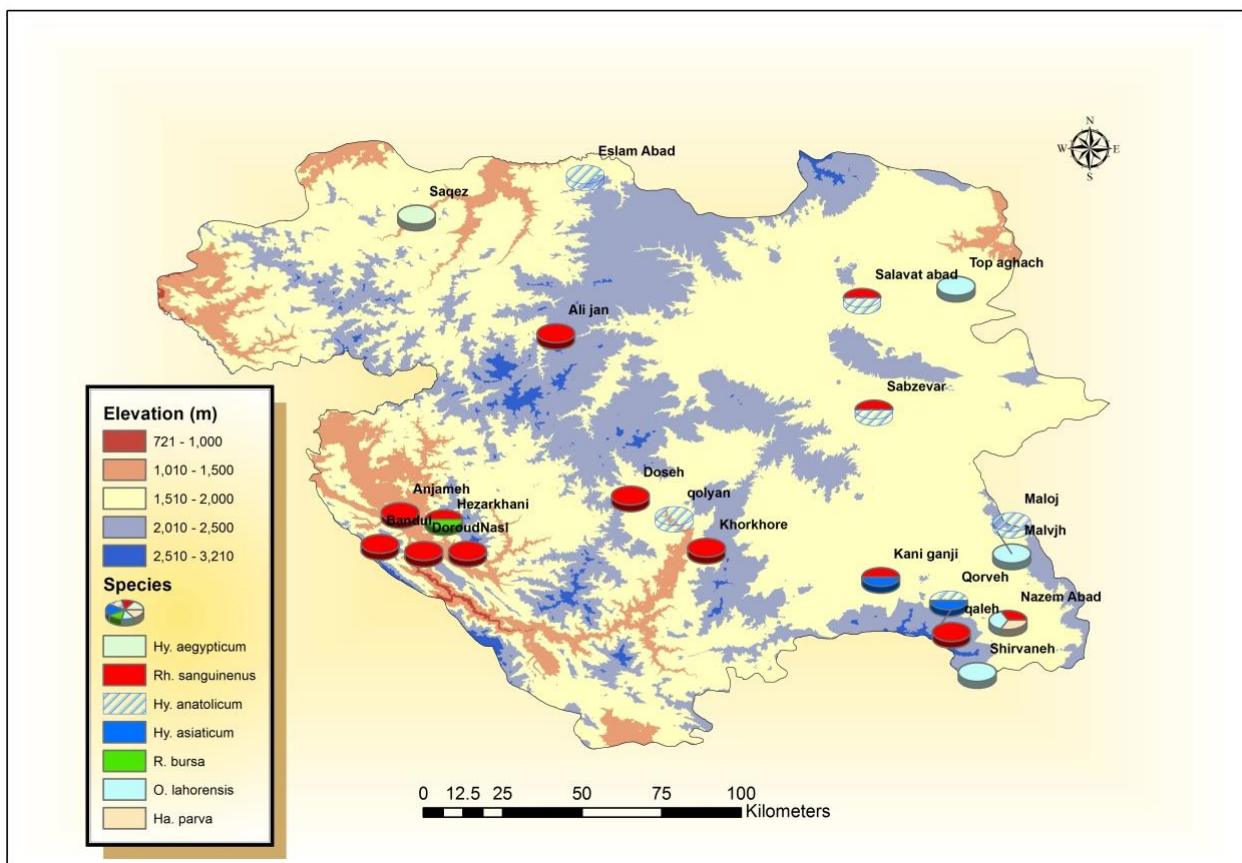 N
W E
S
Eslam Abad
Saqez
Top aghach
Salavat abad
Ali jan
Sabzevar
Doseh
qolyan
Anjameh
Hezarkhani
Bandul
DoroudNasl
Khorkhore
Maloj
Malvjh
Kani ganji
Qorveh
Nazem Abad
qaleh
Shirvaneh
Elevation (m)
721 - 1,000
1,010 - 1,500
1,510 - 2,000
2,010 - 2,500
2,510 - 3,210
Species
Hy. aegypticum
Rh. sanguinenus
Hy. anatolicum
Hy. asiaticum
R. bursa
O. lahorensis
Ha. parva
0 12.5 25 50 75 100
Kilometers